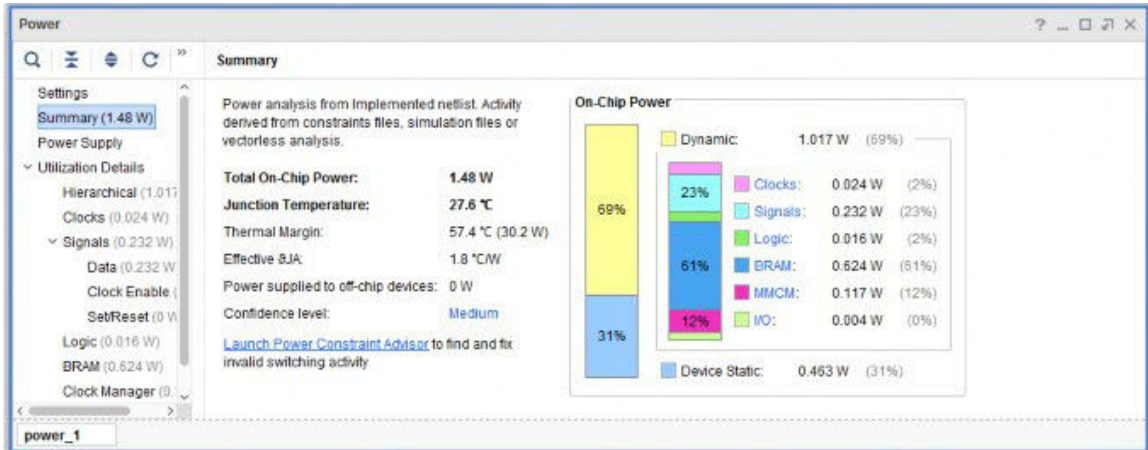 Power
Summary
Settings
Summary (1.48 W)
Power Supply
Utilization Details
Hierarchical (1.017
Clocks (0.024 W)
Signals (0.232 W)
Data (0.232 W
Clock Enable (
Set/Reset (0 W
Logic (0.016 W)
BRAM (0.624 W)
Clock Manager (0.
power_1
Power analysis from Implemented netlist. Activity
derived from constraints files, simulation files or
vectorless analysis.
Total On-Chip Power: 1.48 W
Junction Temperature: 27.6 °C
Thermal Margin: 57.4 °C (30.2 W)
Effective ϑJA: 1.8 °C/W
Power supplied to off-chip devices: 0 W
Confidence level: Medium
Launch Power Constraint Advisor to find and fix
invalid switching activity
On-Chip Power
69%
31%
Dynamic: 1.017 W (69%)
23%
61%
12%
Clocks: 0.024 W (2%)
Signals: 0.232 W (23%)
Logic: 0.016 W (2%)
BRAM: 0.624 W (61%)
MMCM: 0.117 W (12%)
I/O: 0.004 W (0%)
Device Static: 0.463 W (31%)